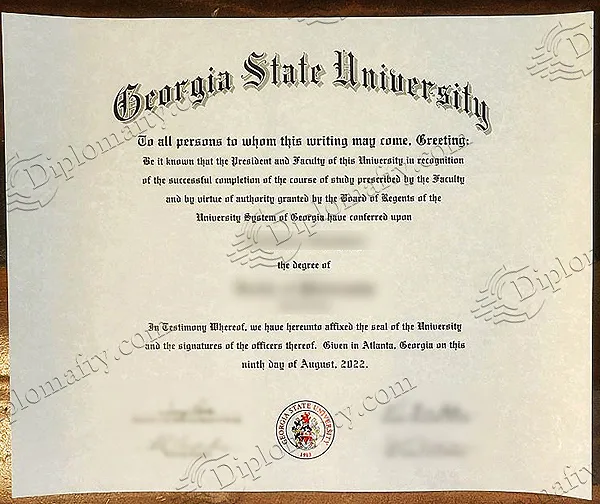 Georgia State University
To all persons to whom this writing may come, Greeting:
Be it known that the President and Faculty of this University in recognition
of the successful completion of the course of study prescribed by the Faculty
and by virtue of authority granted by the Board of Regents of the
University System of Georgia have conferred upon
the degree of
In Testimony Whereof, we have hereunto affixed the seal of the University
and the signatures of the officers thereof. Given in Atlanta, Georgia on this
ninth day of August, 2022.
GEORGIA STATE UNIVERSITY
1913
Diplomafty.com
Diplomafty.com
Diplomafty.com
Diplomafty.com